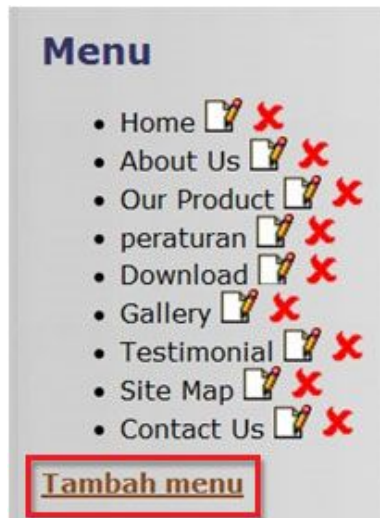 Menu
Home
About Us
Our Product
peraturan
Download
Gallery
Testimonial
Site Map
Contact Us
Tambah menu